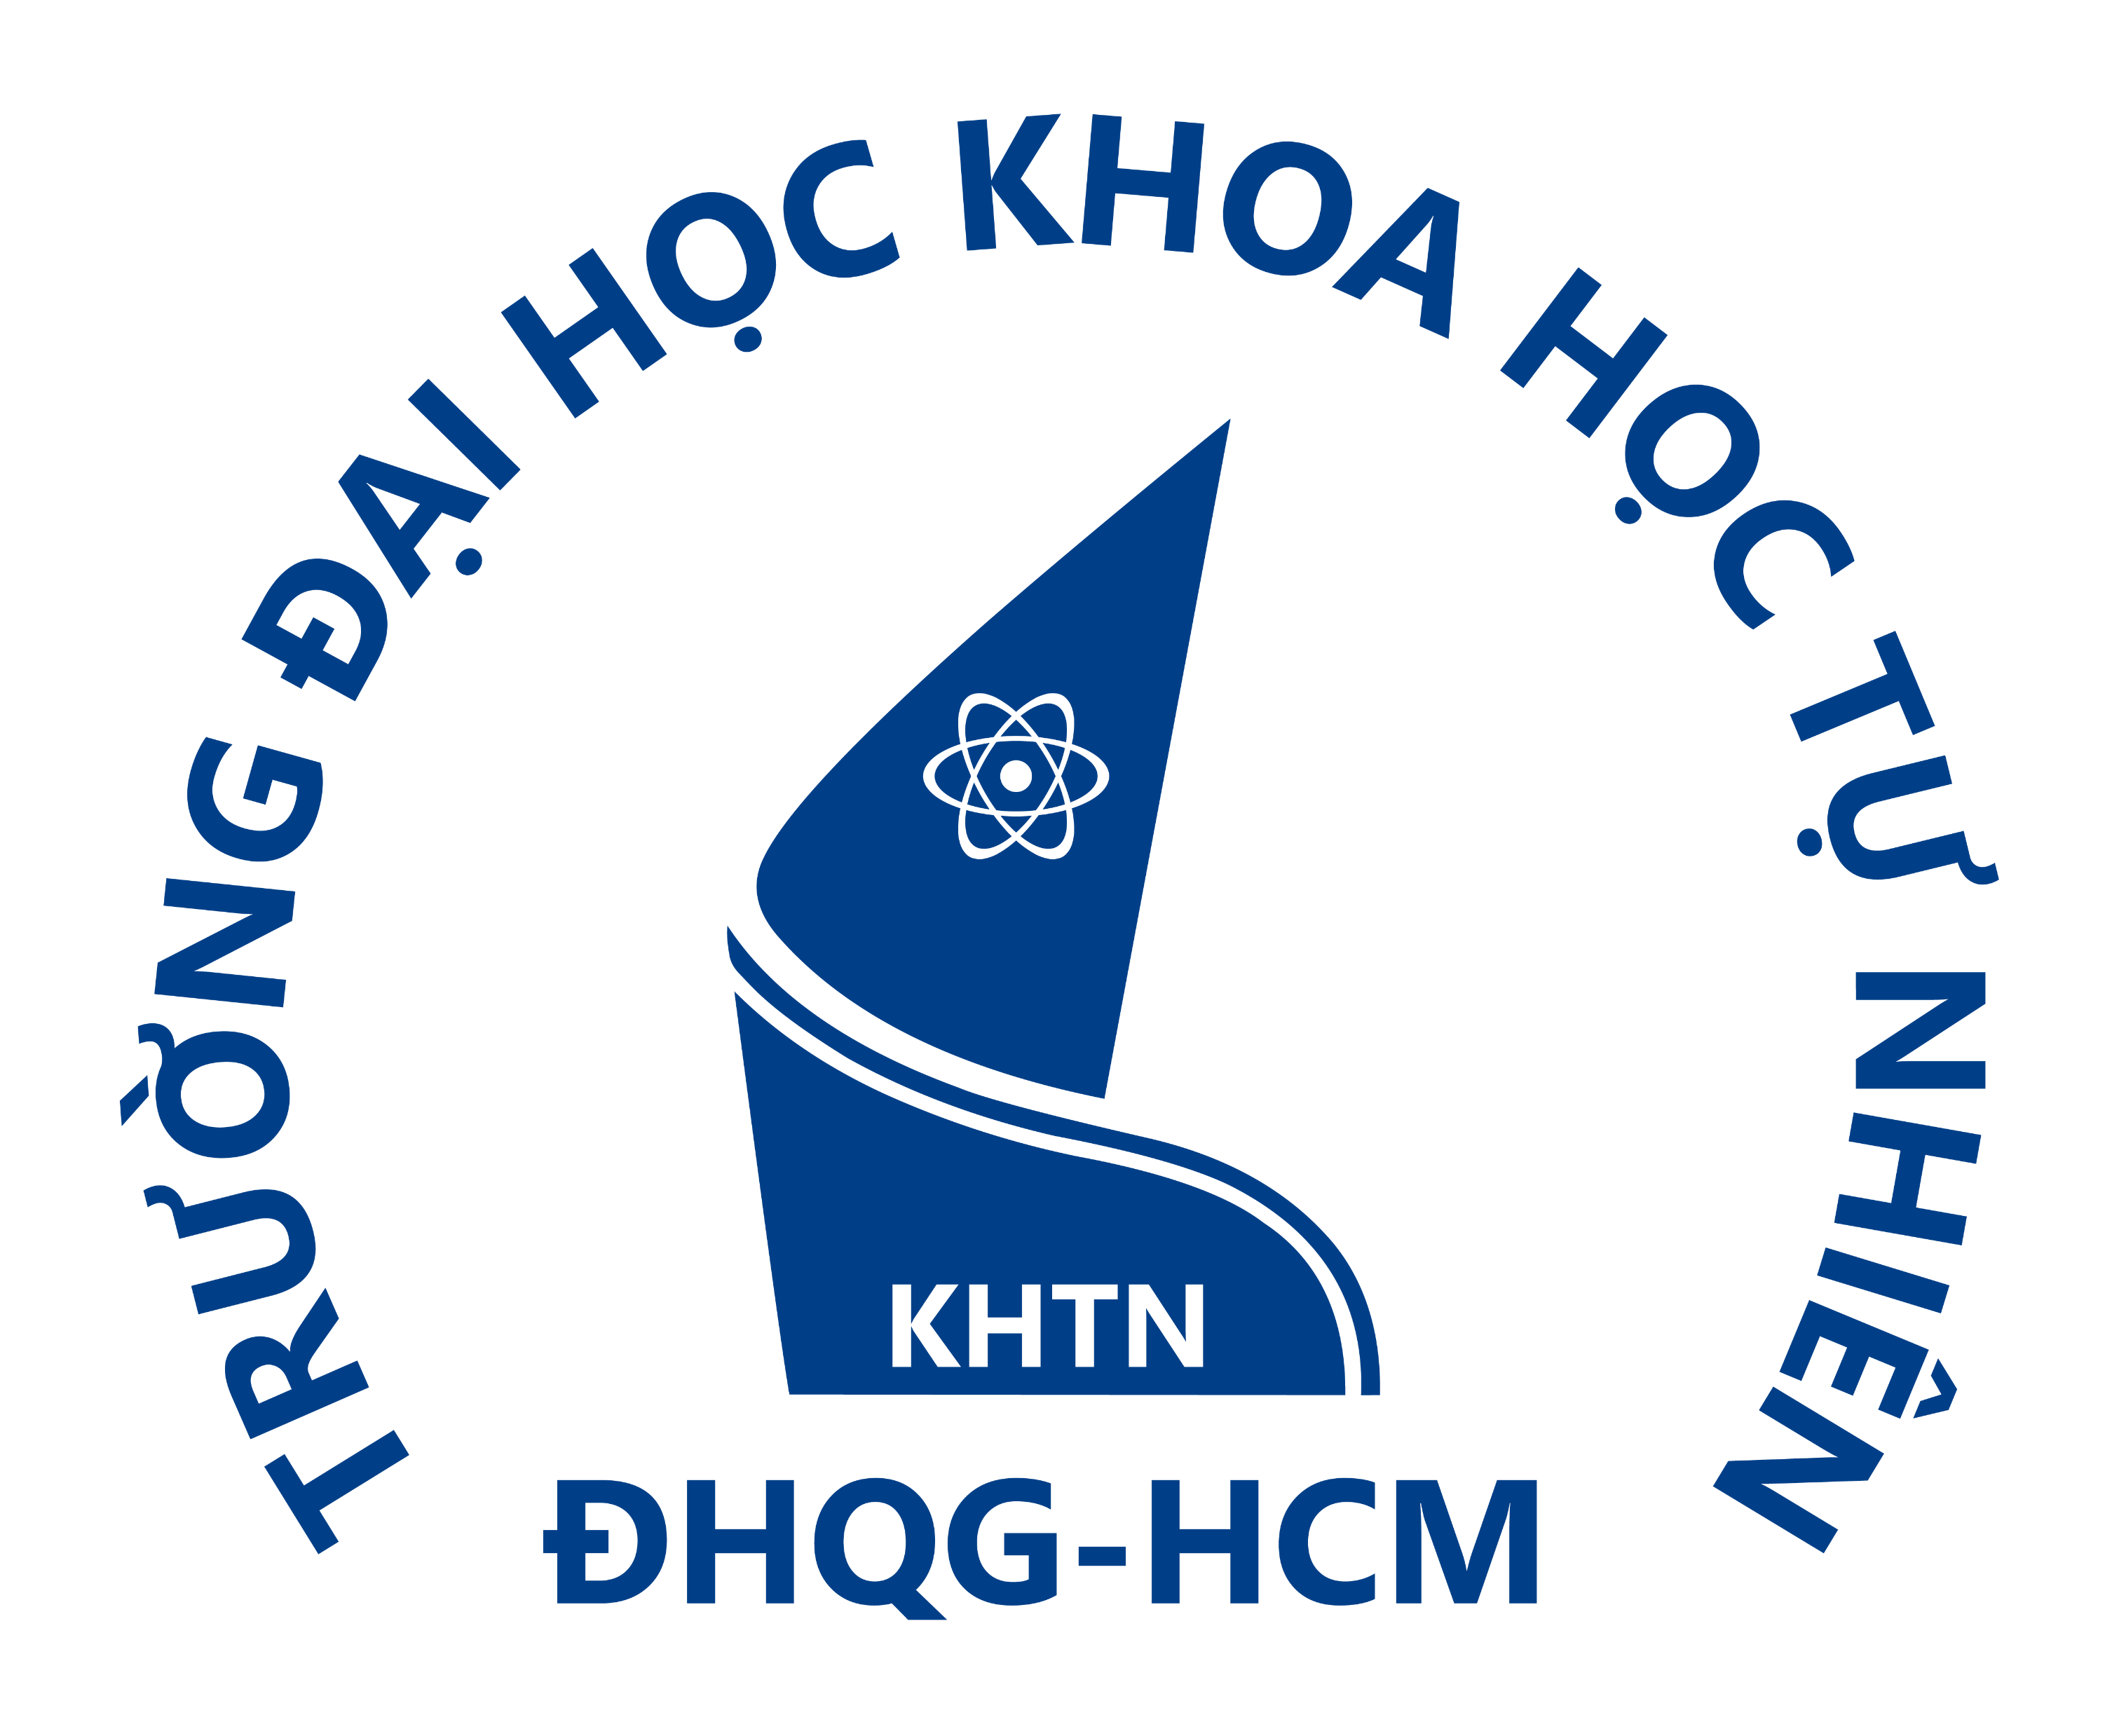 TRƯỜNG ĐẠI HỌC KHOA HỌC TỰ NHIÊN
KHTN
ĐHQG-HCM